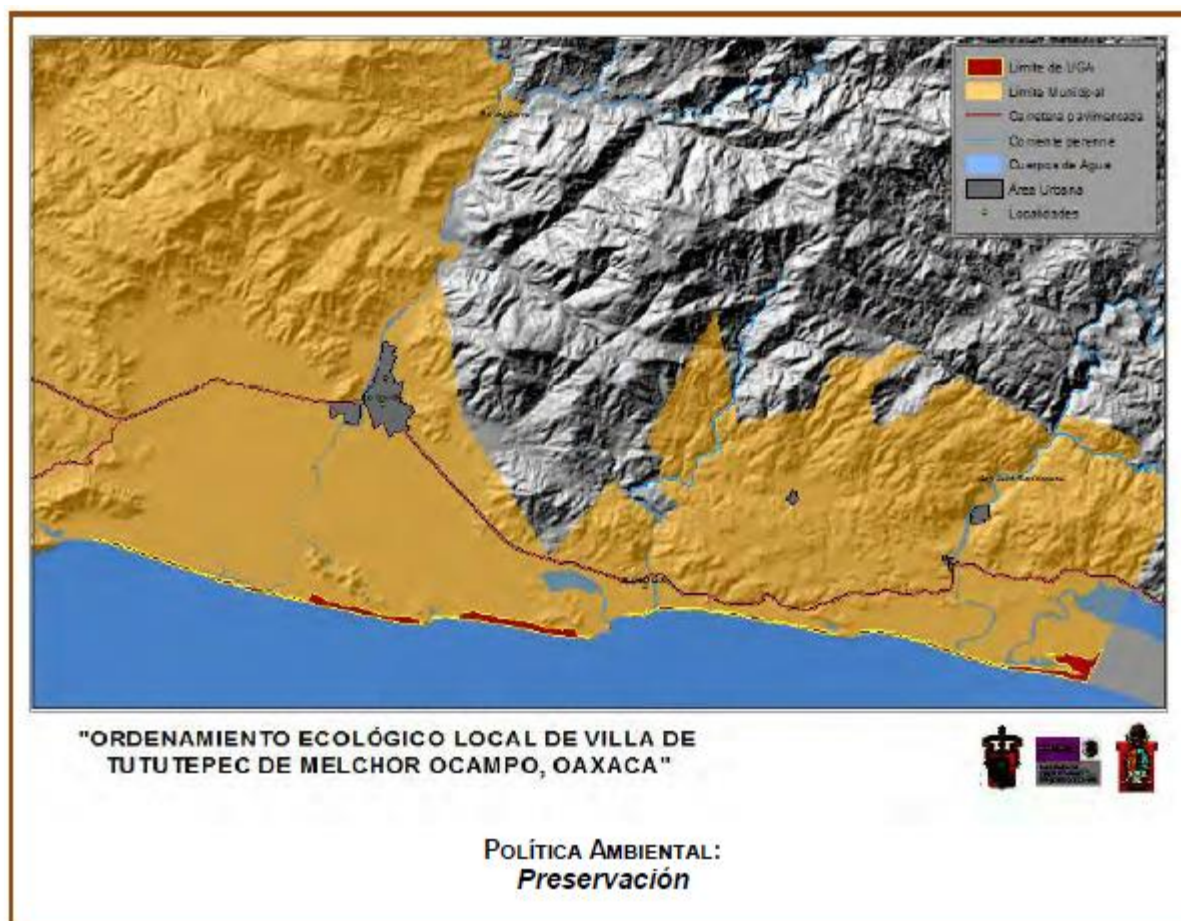 Límite de UGA
Límite Municipal
Carretera pavimentada
Corriente perenne
Cuerpos de Agua
Area Urbana
Localidades
"ORDENAMIENTO ECOLÓGICO LOCAL DE VILLA DE
TUTUTEPEC DE MELCHOR OCAMPO, OAXACA"
POLÍTICA AMBIENTAL:
Preservación